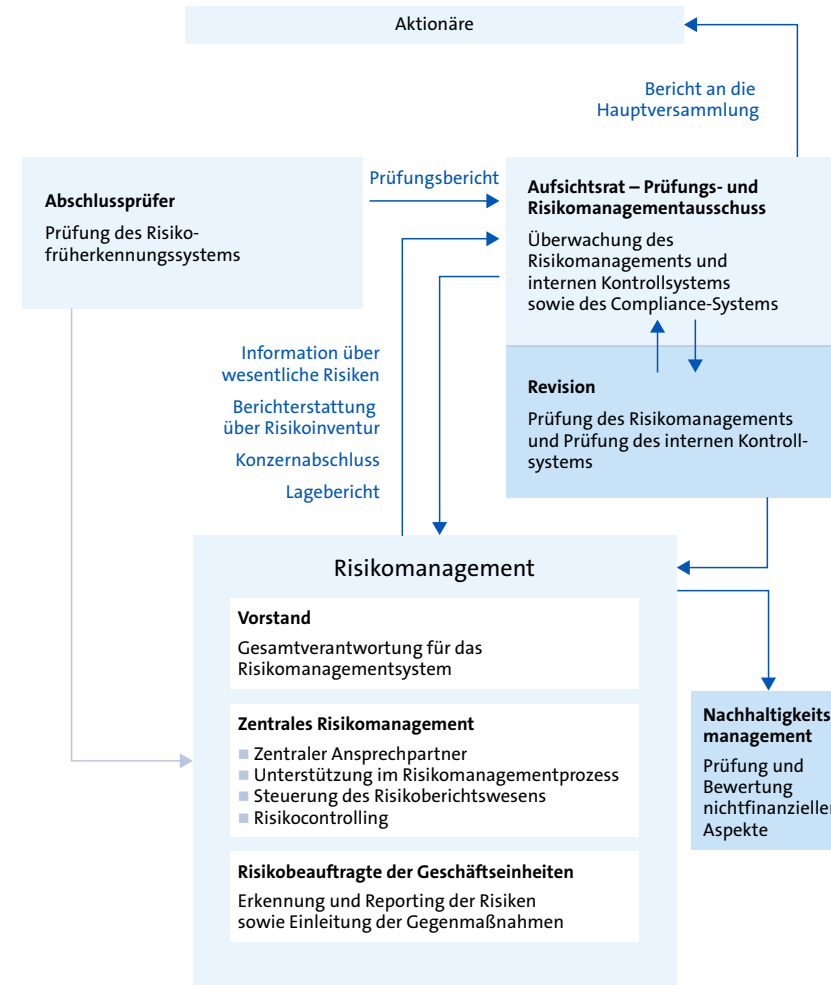 Aktionäre
Bericht an die
Hauptversammlung
Abschlussprüfer
Prüfung des Risiko-
früherkennungssystems
Prüfungsbericht
Aufsichtsrat – Prüfungs- und
Risikomanagementausschuss
Überwachung des
Risikomanagements und
internen Kontrollsystems
sowie des Compliance-Systems
Information über
wesentliche Risiken
Berichterstattung
über Risikoinventur
Konzernabschluss
Lagebericht
Revision
Prüfung des Risikomanagements
und Prüfung des internen Kontroll-
systems
Risikomanagement
Vorstand
Gesamtverantwortung für das
Risikomanagementsystem
Zentrales Risikomanagement
Zentraler Ansprechpartner
Unterstützung im Risikomanagementprozess
Steuerung des Risikoberichtswesens
Risikocontrolling
Risikobeauftragte der Geschäftseinheiten
Erkennung und Reporting der Risiken
sowie Einleitung der Gegenmaßnahmen
Nachhaltigkeits
management
Prüfung und
Bewertung
nichtfinanzieller
Aspekte